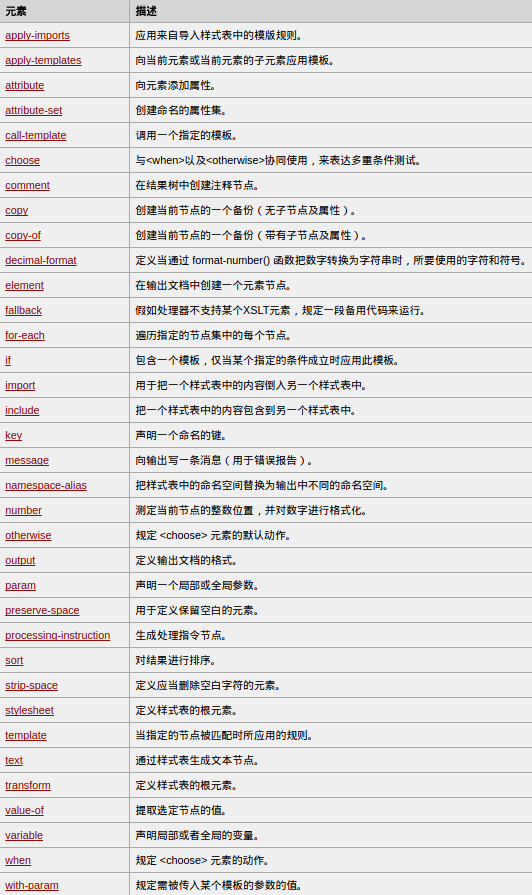 元素 描述
apply-imports 应用来自导入样式表中的模版规则。
apply-templates 向当前元素或当前元素的子元素应用模板。
attribute 向元素添加属性。
attribute-set 创建命名的属性集。
call-template 调用一个指定的模板。
choose 与<when>以及<otherwise>协同使用，来表达多重条件测试。
comment 在结果树中创建注释节点。
copy 创建当前节点的一个备份（无子节点及属性）。
copy-of 创建当前节点的一个备份（带有子节点及属性）。
decimal-format 定义当通过 format-number() 函数把数字转换为字符串时，所要使用的字符和符号。
element 在输出文档中创建一个元素节点。
fallback 假如处理器不支持某个XSLT元素，规定一段备用代码来运行。
for-each 遍历指定的节点集中的每个节点。
if 包含一个模板，仅当某个指定的条件成立时应用此模板。
import 用于把一个样式表中的内容倒入另一个样式表中。
include 把一个样式表中的内容包含到另一个样式表中。
key 声明一个命名的键。
message 向输出写一条消息（用于错误报告）。
namespace-alias 把样式表中的命名空间替换为输出中不同的命名空间。
number 测定当前节点的整数位置，并对数字进行格式化。
otherwise 规定 <choose> 元素的默认动作。
output 定义输出文档的格式。
param 声明一个局部或全局参数。
preserve-space 用于定义保留空白的元素。
processing-instruction 生成处理指令节点。
sort 对结果进行排序。
strip-space 定义应当删除空白字符的元素。
stylesheet 定义样式表的根元素。
template 当指定的节点被匹配时所应用的规则。
text 通过样式表生成文本节点。
transform 定义样式表的根元素。
value-of 提取选定节点的值。
variable 声明局部或者全局的变量。
when 规定 <choose> 元素的动作。
with-param 规定需被传入某个模板的参数的值。